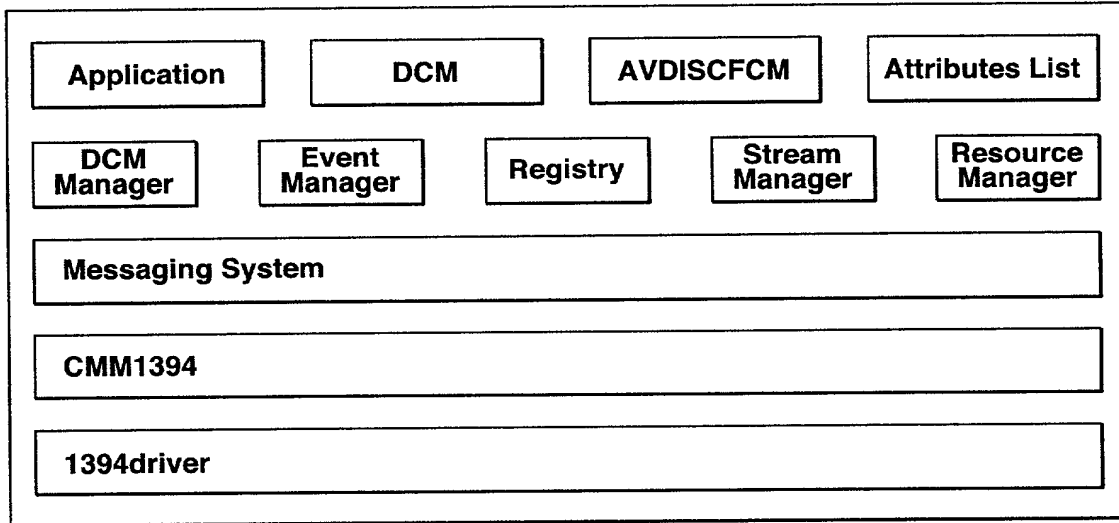 Application
DCM
AVDISCFCM
Attributes List
DCM
Manager
Event
Manager
Registry
Stream
Manager
Resource
Manager
Messaging System
CMM1394
1394driver